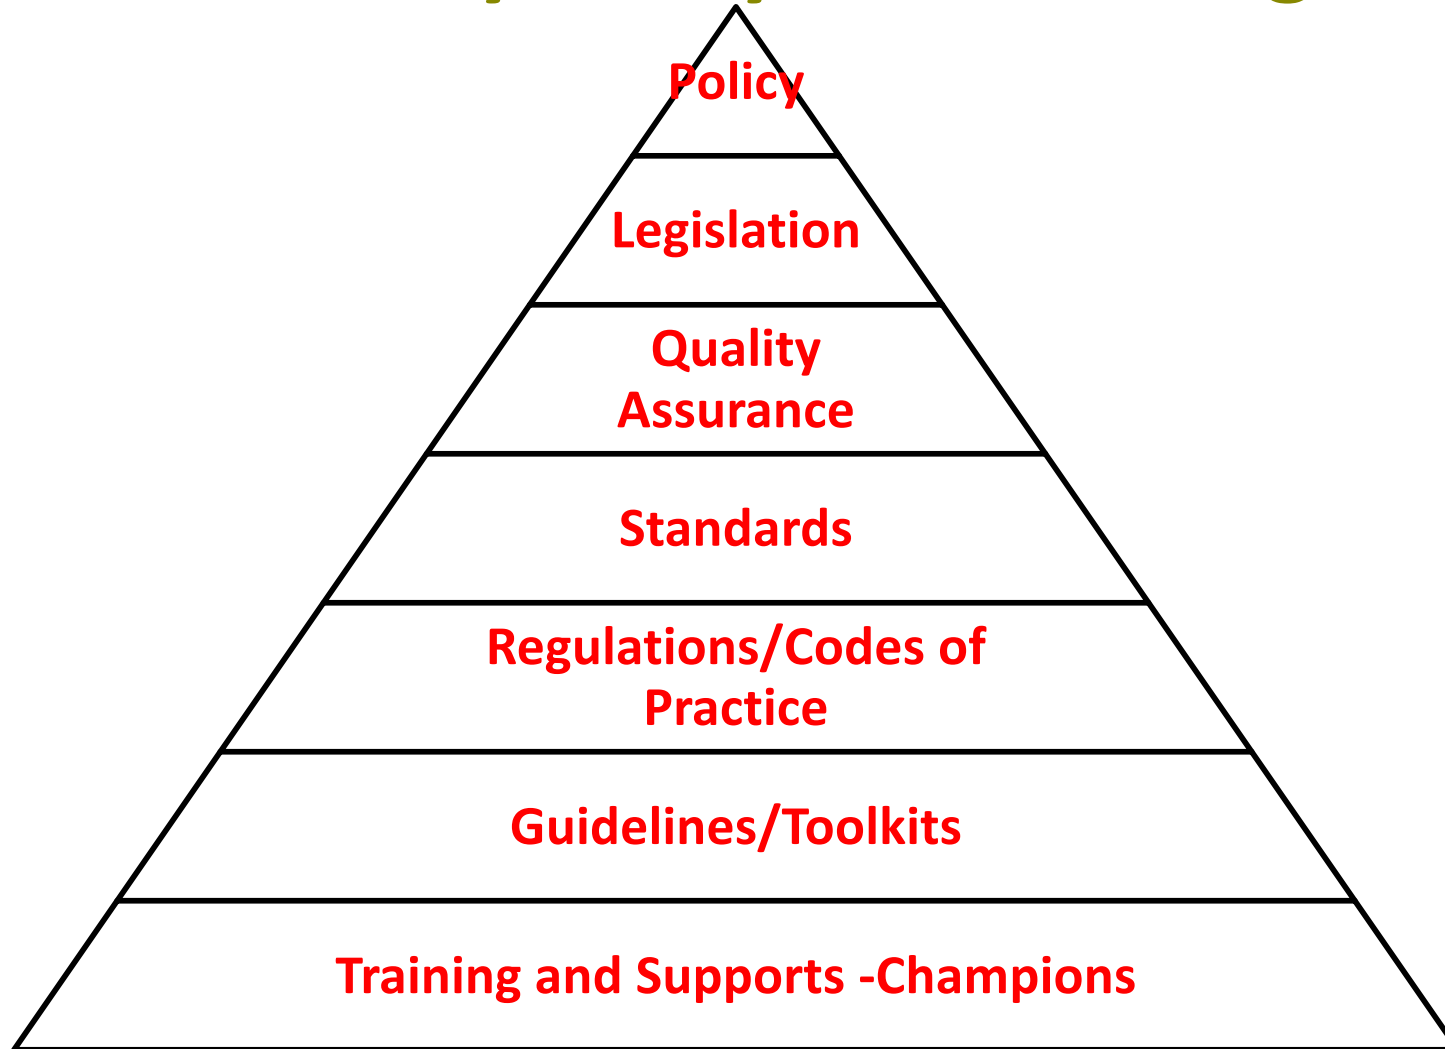 Policy
Legislation
Quality
Assurance
Standards
Regulations/Codes of
Practice
Guidelines/Toolkits
Training and Supports -Champions